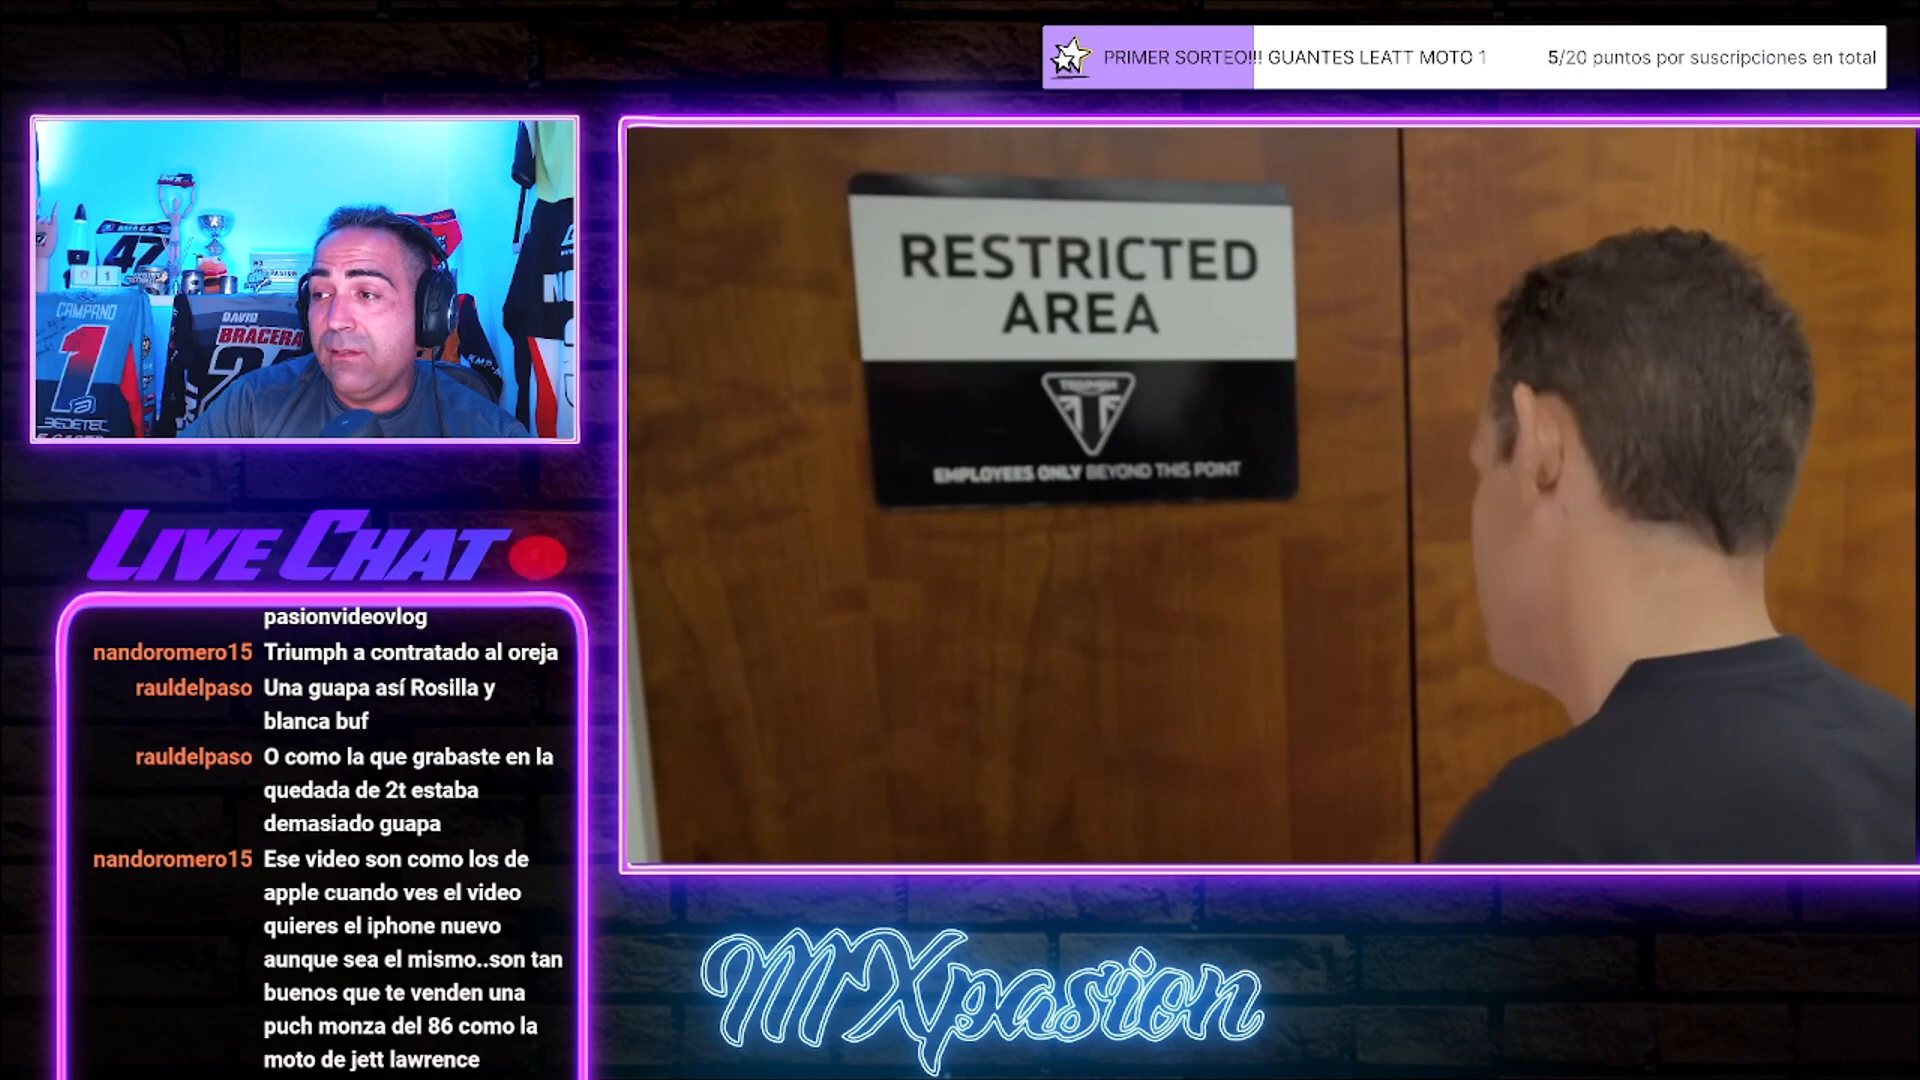 PRIMER SORTEO!!! GUANTES LEATT MOTO 1
5/20 puntos por suscripciones en total
47
CAMPANO
1
DAVID
BRACERA
RESTRICTED
AREA
TRIUMPH
EMPLOYEES ONLY BEYOND THIS POINT
LIVE CHAT
pasionvideovlog
nandoromero15 Triumph a contratado al oreja
rauldelpaso Una guapa así Rosilla y
blanca buf
rauldelpaso O como la que grabaste en la
quedada de 2t estaba
demasiado guapa
nandoromero15 Ese video son como los de
apple cuando ves el video
quieres el iphone nuevo
aunque sea el mismo..son tan
buenos que te venden una
puch monza del 86 como la
moto de jett lawrence
MXpasion